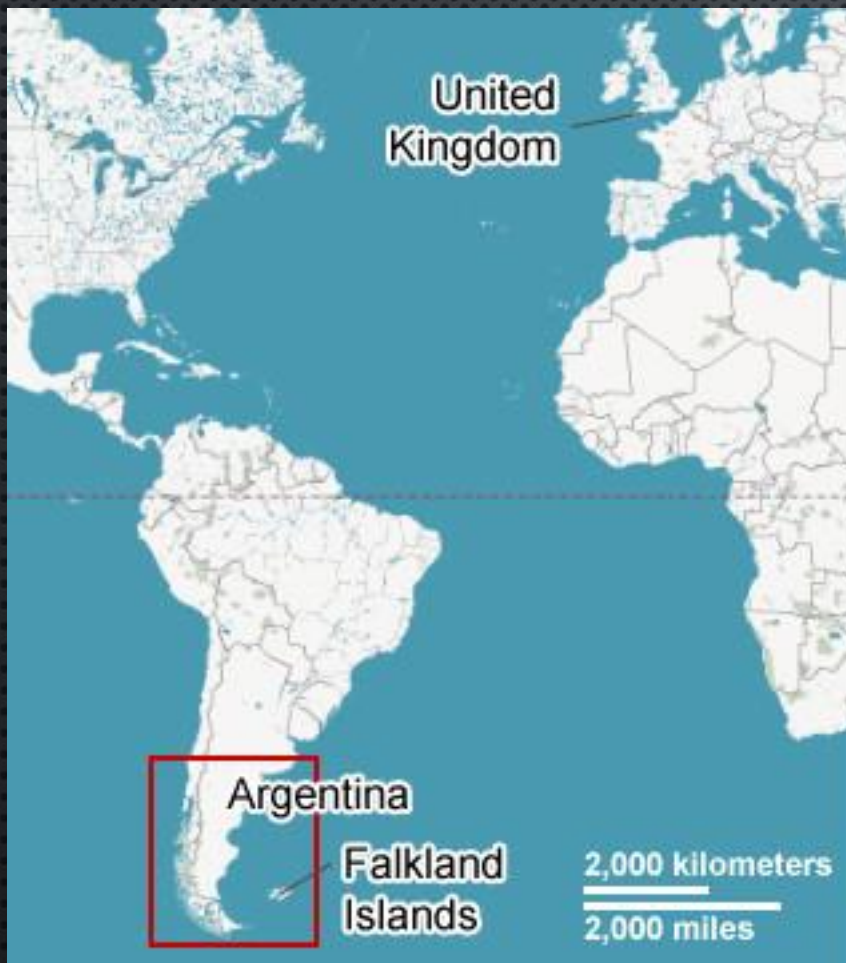 United
Kingdom
Argentina
Falkland
Islands
2,000 kilometers
2,000 miles